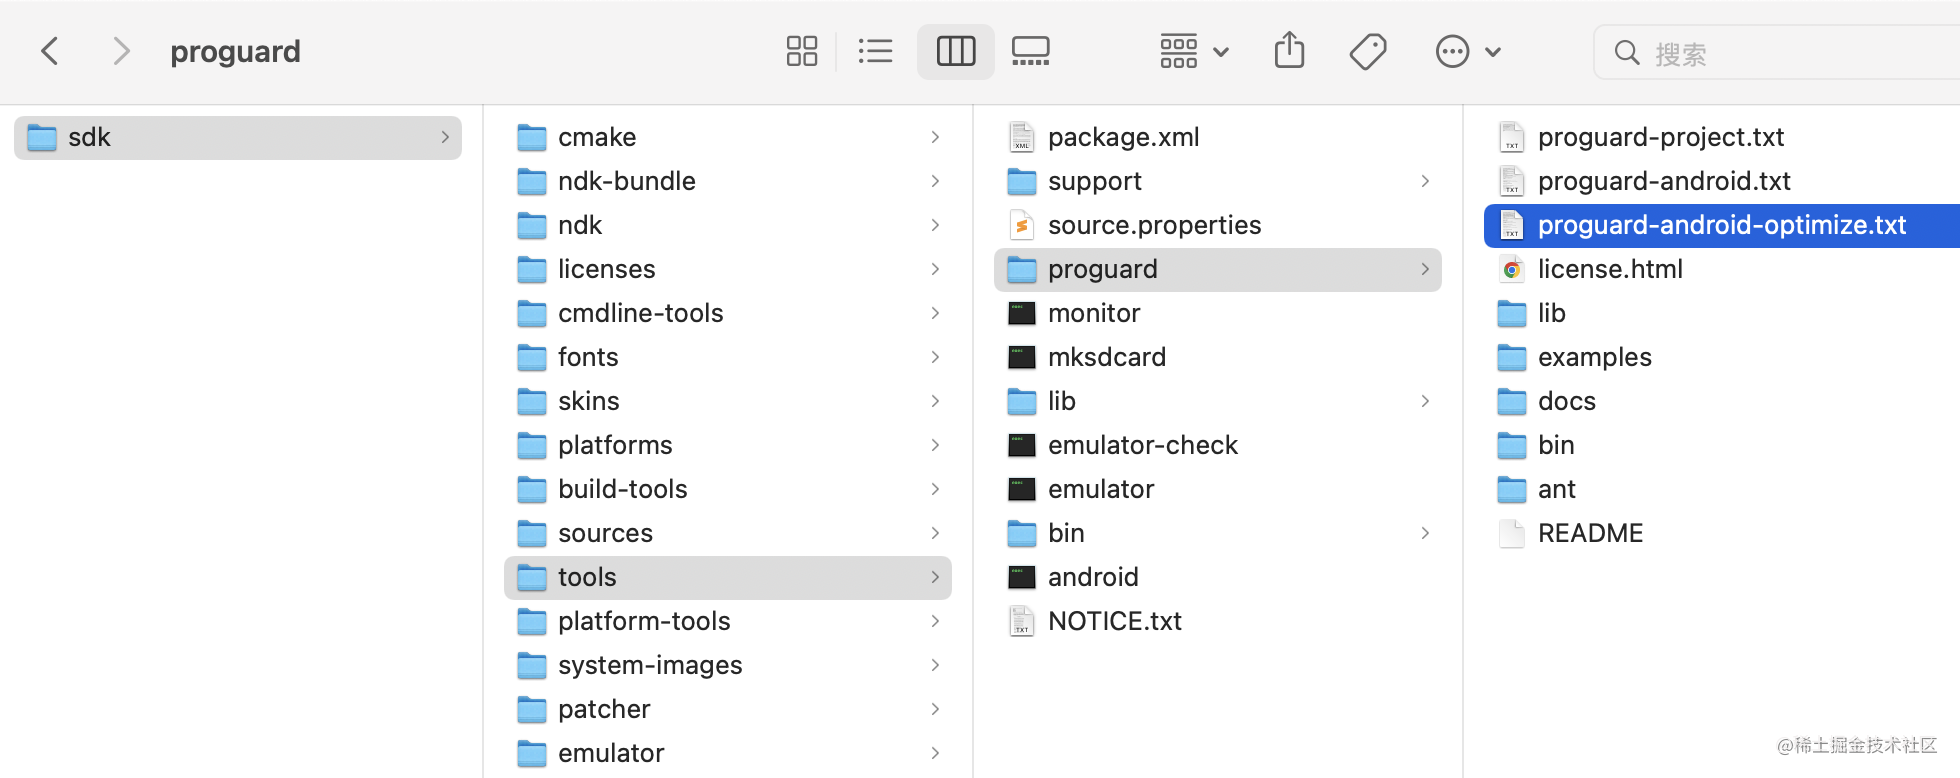 proguard
搜索
sdk
cmake
ndk-bundle
ndk
licenses
cmdline-tools
fonts
skins
platforms
build-tools
sources
tools
platform-tools
system-images
patcher
emulator
package.xml
support
source.properties
proguard
monitor
mksdcard
lib
emulator-check
emulator
bin
android
NOTICE.txt
proguard-project.txt
proguard-android.txt
proguard-android-optimize.txt
license.html
lib
examples
docs
bin
ant
README
@稀土掘金技术社区